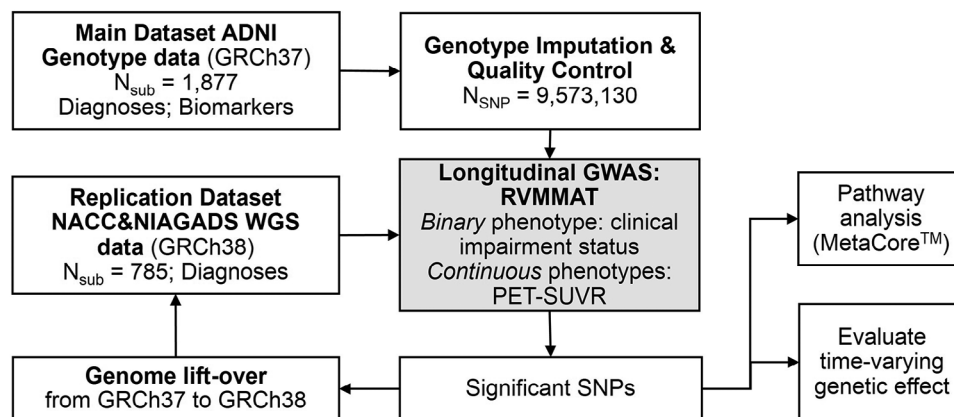 Main Dataset ADNI
Genotype data (GRCh37)
Nsub = 1,877
Diagnoses; Biomarkers
Genotype Imputation &
Quality Control
NSNP = 9,573,130
Replication Dataset
NACC&NIAGADS WGS
data (GRCh38)
Nsub = 785; Diagnoses
Longitudinal GWAS:
RVMMAT
Binary phenotype: clinical
impairment status
Continuous phenotypes:
PET-SUVR
Pathway
analysis
(MetaCore™)
Genome lift-over
from GRCh37 to GRCh38
Significant SNPs
Evaluate
time-varying
genetic effect